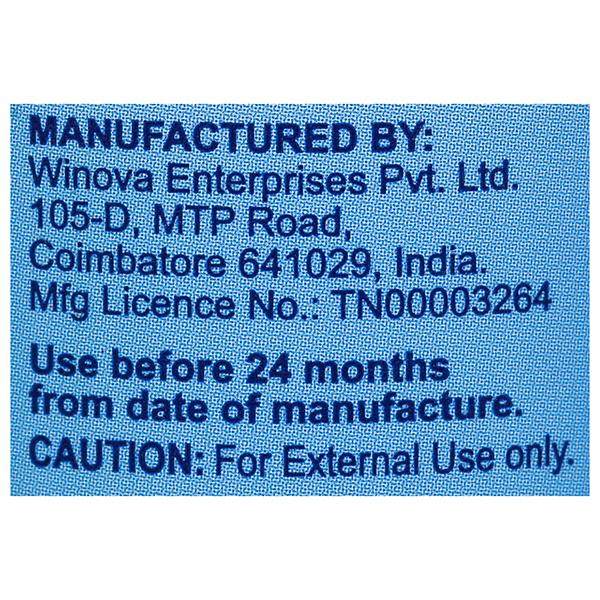 MANUFACTURED BY:
Winova Enterprises Pvt. Ltd.
105-D, MTP Road,
Coimbatore 641029, India.
Mfg Licence No.: TN00003264
Use before 24 months
from date of manufacture.
CAUTION: For External Use only.